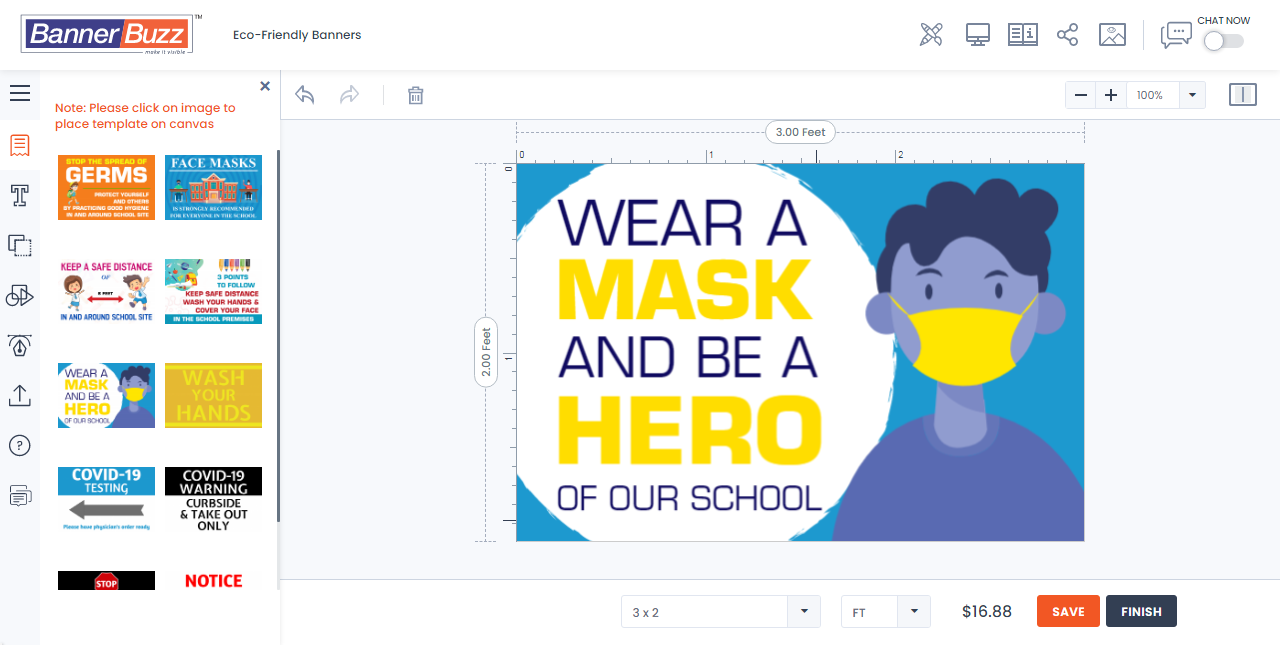 BannerBuzz™
make it visible
Eco-Friendly Banners
CHAT NOW
Note: Please click on image to
place template on canvas
100%
3.00 Feet
0 1 2
0
1
2.00 Feet
STOP THE SPREAD OF
GERMS
PROTECT YOURSELF
AND OTHERS
BY PRACTICING GOOD HYGIENE
IN AND AROUND SCHOOL SITE
FACE MASKS
IS STRONGLY RECOMMENDED
FOR EVERYONE IN THE SCHOOL
KEEP A SAFE DISTANCE
6 FEET
IN AND AROUND SCHOOL SITE
3 POINTS
TO FOLLOW
KEEP SAFE DISTANCE
WASH YOUR HANDS &
COVER YOUR FACE
IN THE SCHOOL PREMISES
WEAR A
MASK
AND BE A
HERO
OF OUR SCHOOL
WASH
YOUR
HANDS
COVID-19
TESTING
Please have physician's order ready
COVID-19
WARNING
CURBSIDE
& TAKE OUT
ONLY
STOP
NOTICE
WEAR A
MASK
AND BE A
HERO
OF OUR SCHOOL
3 x 2
FT
$16.88
SAVE
FINISH